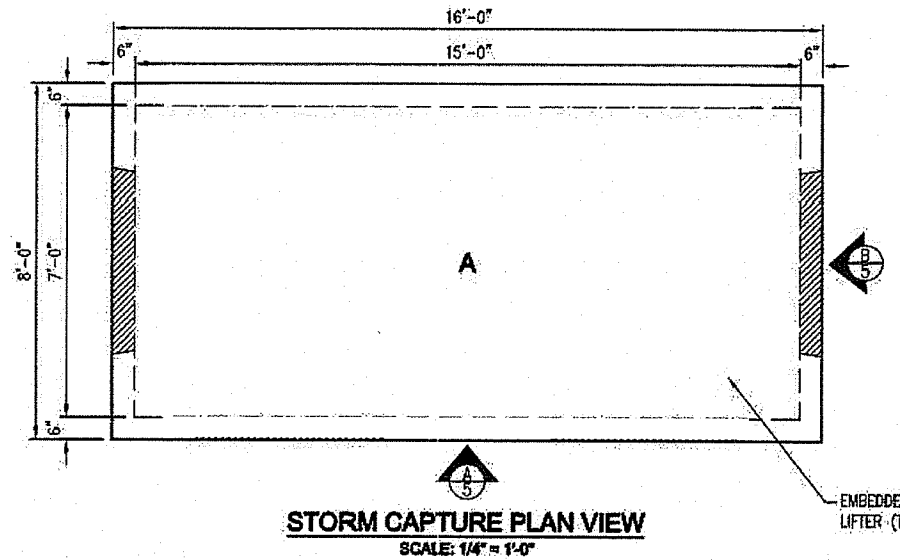 16'-0"
6" 15'-0" 6"
6"
8'-0"
7'-0"
A
B
5
6"
A
5
EMBEDDE
LIFTER (
STORM CAPTURE PLAN VIEW
SCALE: 1/4" = 1'-0"